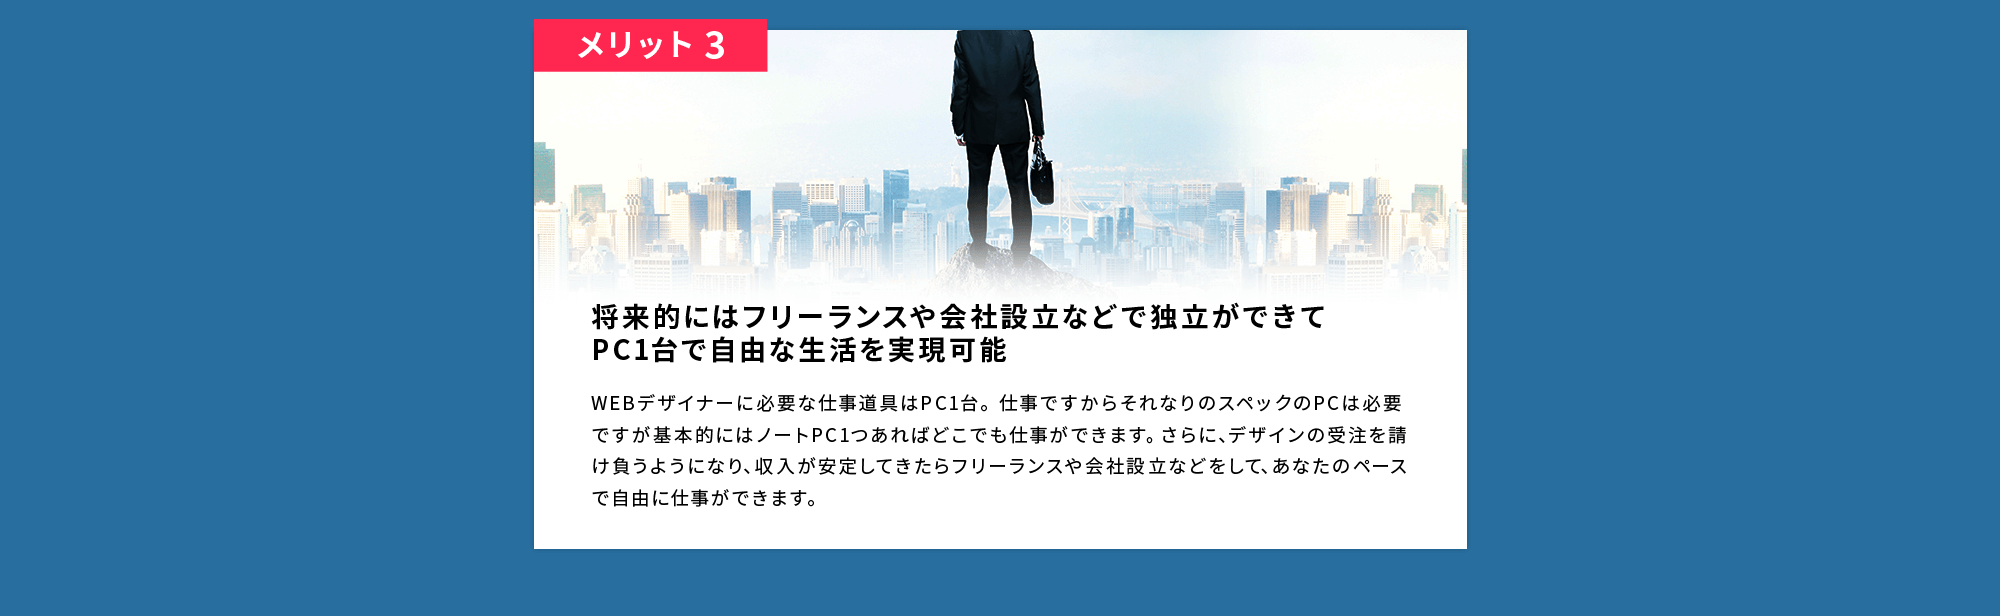 メリット 3
将来的にはフリーランスや会社設立などで独立ができて
PC1台で自由な生活を実現可能
WEBデザイナーに必要な仕事道具はPC1台。仕事ですからそれなりのスペックのPCは必要
ですが基本的にはノートPC1つあればどこでも仕事ができます。さらに、デザインの受注を請
け負うようになり、収入が安定してきたらフリーランスや会社設立などをして、あなたのペース
で自由に仕事ができます。